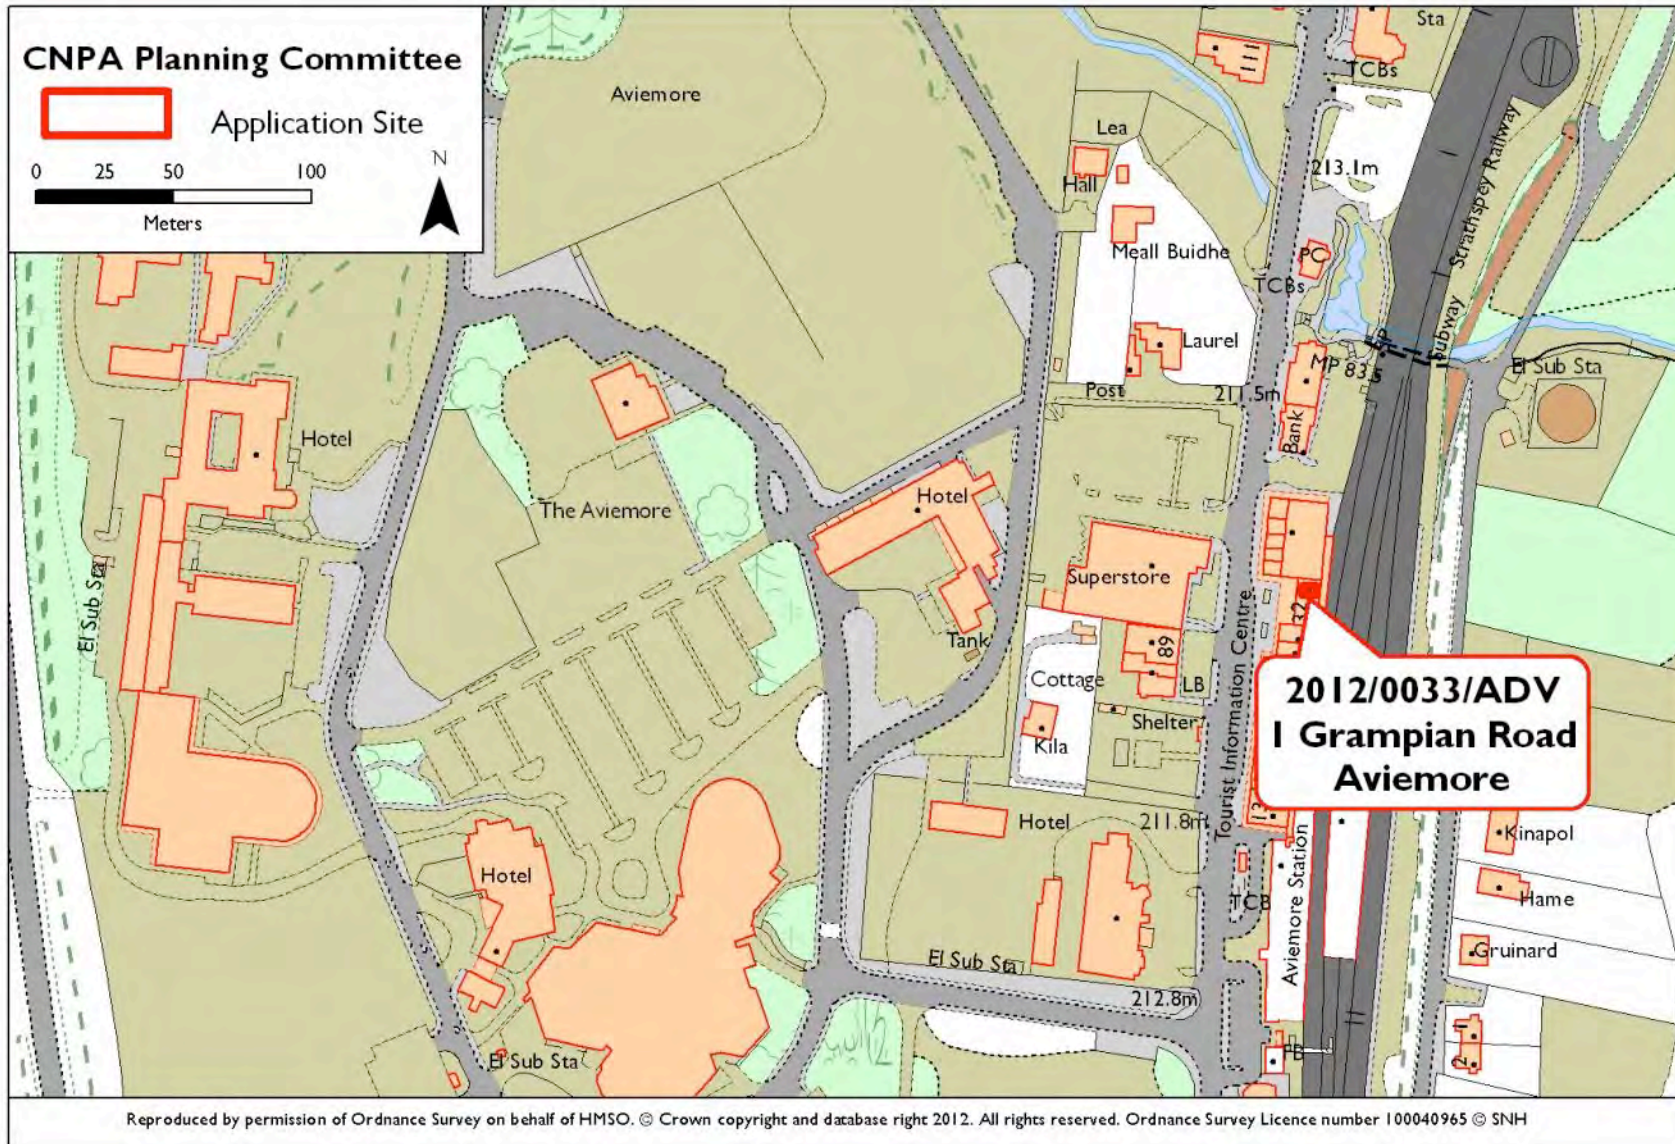 CNPA Planning Committee
Application Site
0 25 50 100
Meters
N
Aviemore
Sta
111
TCBs
Lea
Hall
213.1m
Strathspey Railway
Meall Buidhe
PC
TCBs
Laurel
Subway
MP 83.5
El Sub Sta
Post
211.5m
Bank
Hotel
Hotel
The Aviemore
El Sub Sta
Superstore
32
Tank
89
Cottage
LB
Kila
Shelter
Tourist Information Centre
2012/0033/ADV
1 Grampian Road
Aviemore
Hotel
211.8m
13
Kinapol
Hotel
TCB
Aviemore Station
Hame
Gruinard
El Sub Sta
212.8m
El Sub Sta
FB
1
2
Reproduced by permission of Ordnance Survey on behalf of HMSO. © Crown copyright and database right 2012. All rights reserved. Ordnance Survey Licence number 100040965 © SNH